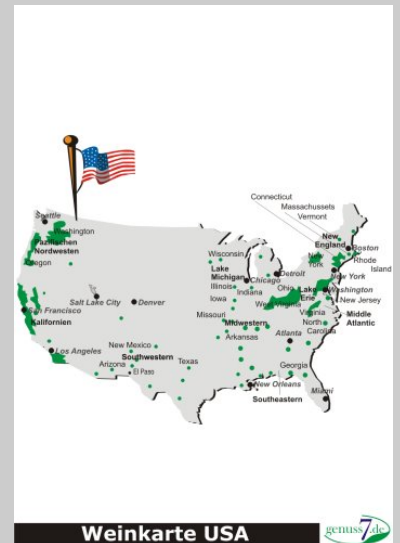 Connecticut
Massachussets
Vermont
Seattle
Washington
Pazifischen
Nordwesten
Oregon
New
England
Boston
Rhode
Island
New
York
New York
Wisconsin
Lake
Michigan
Chicago
Detroit
Illinois
Indiana
Ohio
Lake
Erie
Washington
New Jersey
Iowa
West Virginia
Virginia
Middle
Atlantic
Salt Lake City
Denver
San Francisco
Kalifornien
Missouri
Midwestern
North
Carolina
Arkansas
Atlanta
Los Angeles
New Mexico
Southwestern
Arizona
Texas
El Paso
Georgia
New Orleans
Southeastern
Miami
Weinkarte USA
genuss7.de